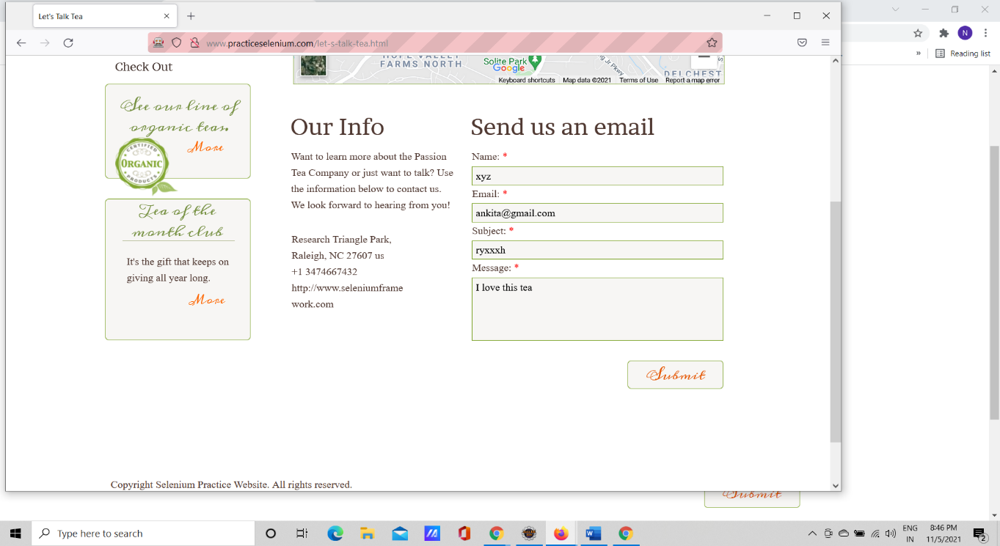 Let's Talk Tea
www.practiceselenium.com/let-s-talk-tea.html
N
»
Reading list
Check Out
HOPE VALLEY
FARMS NORTH
Solite Park
Google
Jr Pkwy
DELCHEST
Keyboard shortcuts Map data ©2021 Terms of Use Report a map error
See our line of
organic teas.
More
CERTIFIED
ORGANIC
PRODUCTS
Tea of the
month club
It's the gift that keeps on
giving all year long.
More
Our Info
Want to learn more about the Passion
Tea Company or just want to talk? Use
the information below to contact us.
We look forward to hearing from you!
Research Triangle Park,
Raleigh, NC 27607 us
+1 3474667432
http://www.seleniumframe
work.com
Send us an email
Name: *
xyz
Email: *
ankita@gmail.com
Subject: *
ryxxxh
Message: *
I love this tea
Submit
Copyright Selenium Practice Website. All rights reserved.
Submit
Type here to search
ENG
IN
8:46 PM
11/5/2021
2